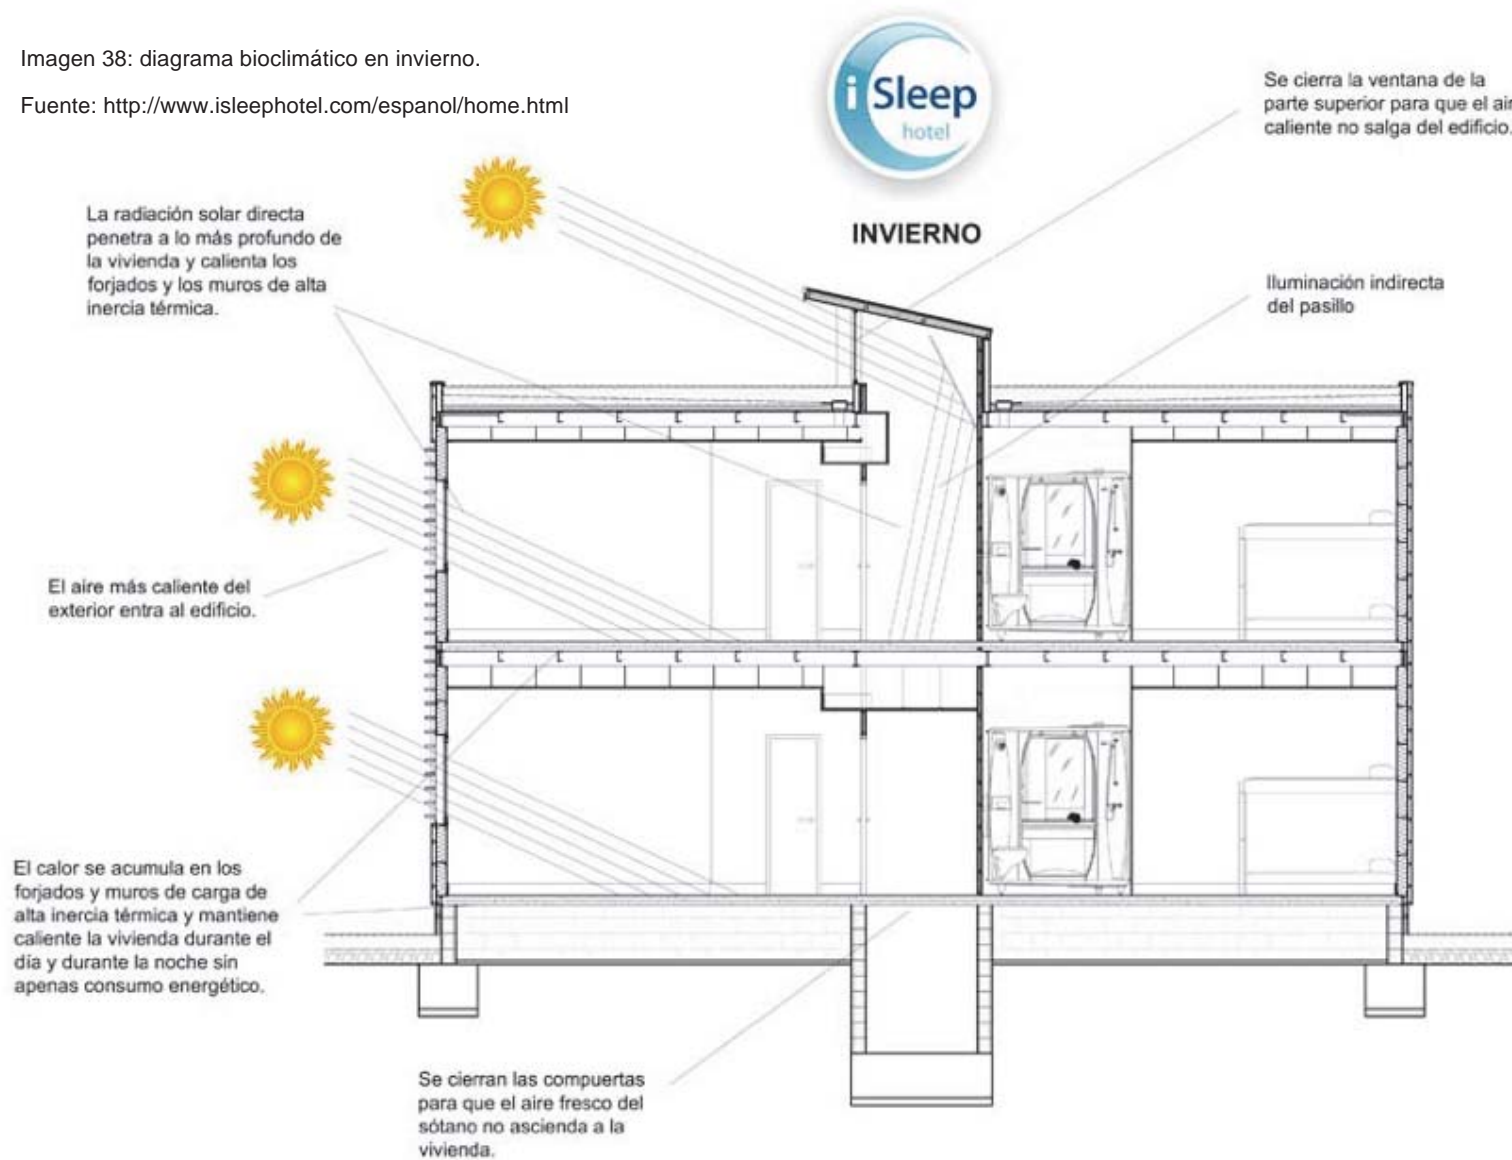 Imagen 38: diagrama bioclimático en invierno.
Fuente: http://www.isleephotel.com/espanol/home.html
i Sleep
hotel
INVIERNO
Se cierra la ventana de la
parte superior para que el air
caliente no salga del edificio.
La radiación solar directa
penetra a lo más profundo de
la vivienda y calienta los
forjados y los muros de alta
inercia térmica.
Iluminación indirecta
del pasillo
El aire más caliente del
exterior entra al edificio.
El calor se acumula en los
forjados y muros de carga de
alta inercia térmica y mantiene
caliente la vivienda durante el
día y durante la noche sin
apenas consumo energético.
Se cierran las compuertas
para que el aire fresco del
sótano no ascienda a la
vivienda.